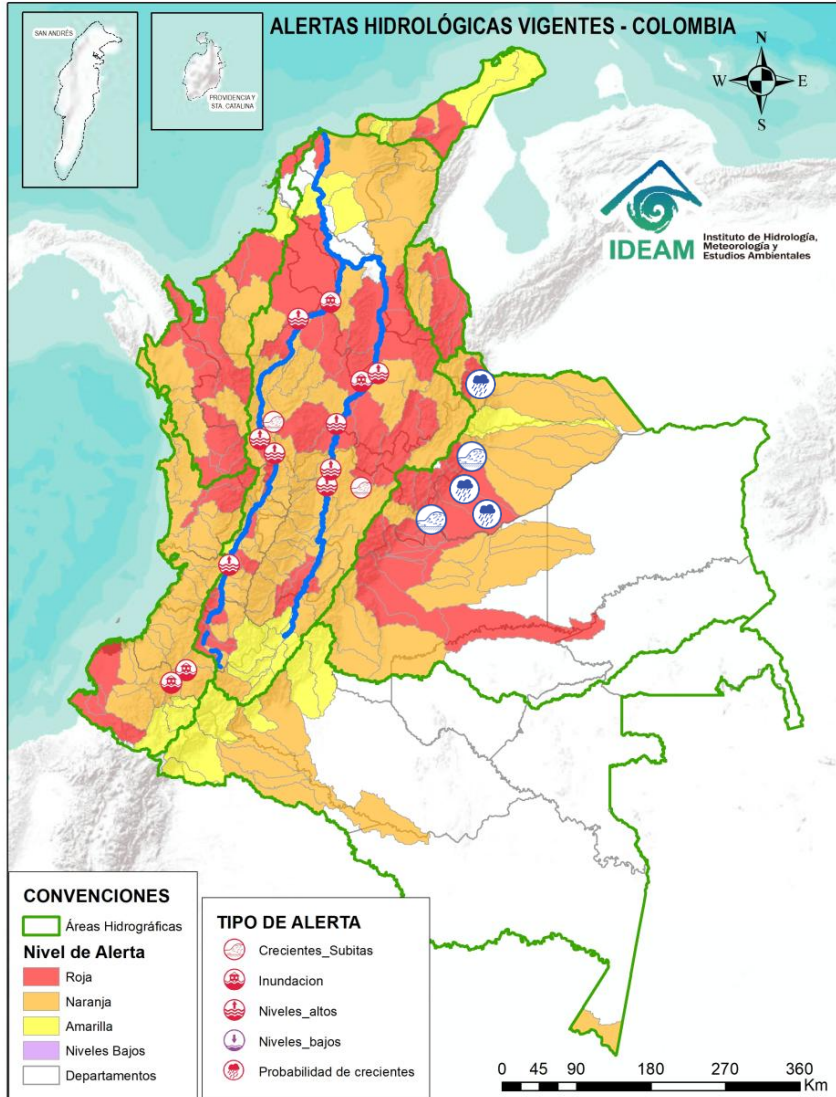 ALERTAS HIDROLÓGICAS VIGENTES - COLOMBIA
SAN ANDRÉS
PROVIDENCIA Y
STA. CATALINA
N
W
E
S
IDEAM
Instituto de Hidrología,
Meteorología y
Estudios Ambientales
CONVENCIONES
Áreas Hidrográficas
Nivel de Alerta
Roja
Naranja
Amarilla
Niveles Bajos
Departamentos
TIPO DE ALERTA
Crecientes_Subitas
Inundacion
Niveles_altos
Niveles_bajos
Probabilidad de crecientes
0 45 90 180 270 360
Km